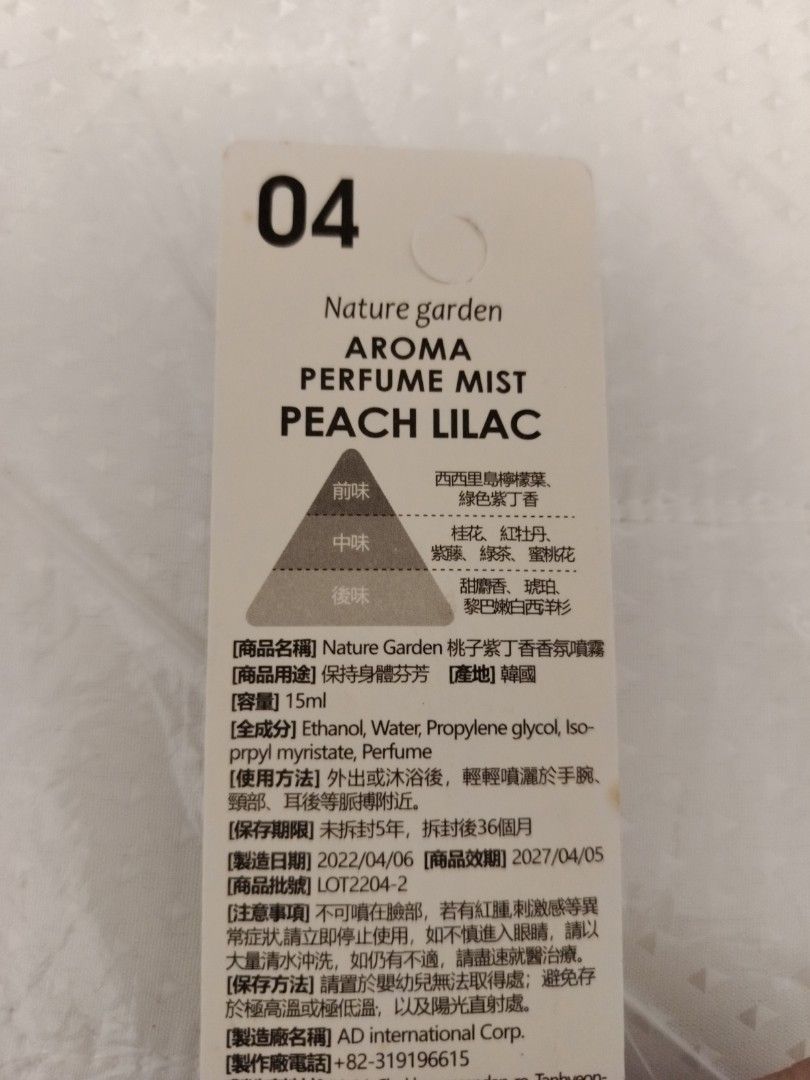 04
Nature garden
AROMA
PERFUME MIST
PEACH LILAC
前味
西西里島檸檬葉、
綠色紫丁香
中味
桂花、紅牡丹、
紫藤、綠茶、蜜桃花
後味
甜麝香、琥珀、
黎巴嫩白西洋杉
[商品名稱] Nature Garden 桃子紫丁香香氛噴霧
[商品用途] 保持身體芬芳 [產地] 韓國
[容量] 15ml
[全成分] Ethanol, Water, Propylene glycol, Iso-
prpyl myristate, Perfume
[使用方法] 外出或沐浴後，輕輕噴灑於手腕、
頸部、耳後等脈搏附近。
[保存期限] 未拆封5年，拆封後36個月
[製造日期] 2022/04/06 [商品效期] 2027/04/05
[商品批號] LOT2204-2
[注意事項] 不可噴在臉部，若有紅腫,刺激感等異
常症狀,請立即停止使用，如不慎進入眼睛，請以
大量清水沖洗，如仍有不適，請盡速就醫治療。
[保存方法] 請置於嬰幼兒無法取得處；避免存
於極高溫或極低溫，以及陽光直射處。
[製造廠名稱] AD international Corp.
[製作廠電話]+82-319196615